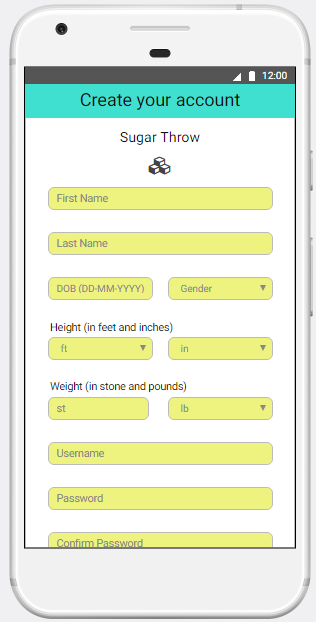 12:00
Create your account
Sugar Throw
First Name
Last Name
DOB (DD-MM-YYYY) Gender
Height (in feet and inches)
ft in
Weight (in stone and pounds)
st lb
Username
Password
Confirm Password